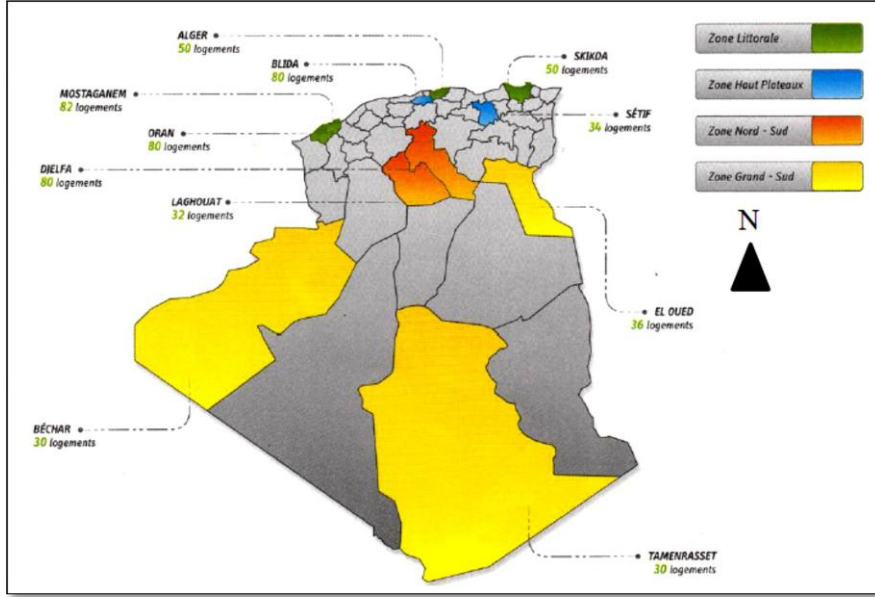 ALGER
50 logements
BLIDA
80 logements
MOSTAGANEM
82 logements
ORAN
80 logements
DJELFA
80 logements
LAGHOUAT
32 logements
SKIKDA
50 logements
SÉTIF
34 logements
Zone Littorale
Zone Haut Plateaux
Zone Nord - Sud
Zone Grand - Sud
N
EL OUED
36 logements
BÉCHAR
30 logements
TAMENRASSET
30 logements